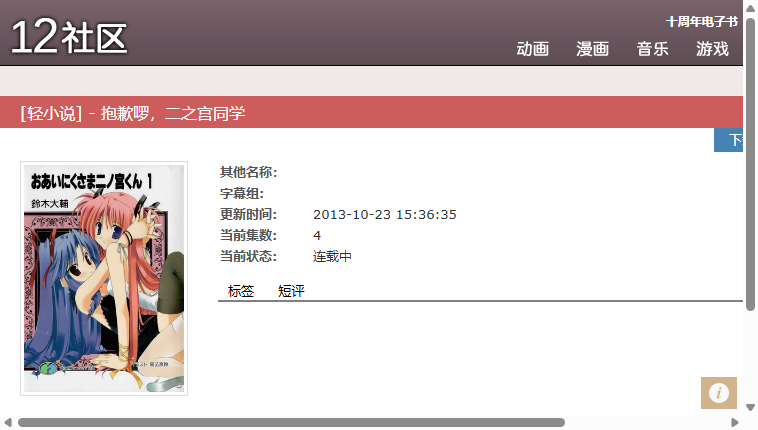 12社区
十周年电子书
动画 漫画 音乐 游戏
[轻小说] - 抱歉啰，二之宫同学
おあいにくさま二ノ宮くん 1
鈴木大輔
其他名称:
字幕组:
更新时间: 2013-10-23 15:36:35
当前集数: 4
当前状态: 连载中
标签 短评